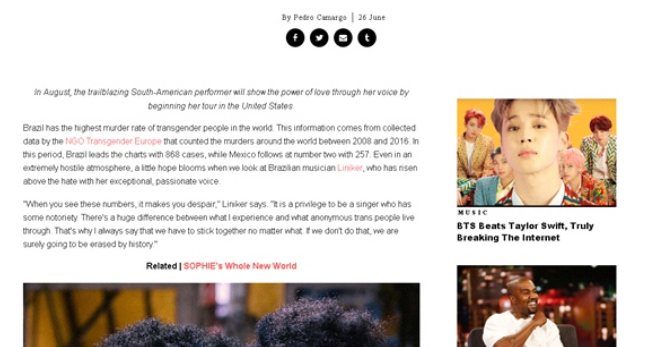 By Pedro Camargo | 26 June
In August, the trailblazing South-American performer will show the power of love through her voice by
beginning her tour in the United States.
Brazil has the highest murder rate of transgender people in the world. This information comes from collected
data by the NGO Transgender Europe that counted the murders around the world between 2008 and 2016. In
this period, Brazil leads the charts with 868 cases, while Mexico follows at number two with 257. Even in an
extremely hostile atmosphere, a little hope blooms when we look at Brazilian musician Liniker, who has risen
above the hate with her exceptional, passionate voice.
"When you see these numbers, it makes you despair," Liniker says. "It is a privilege to be a singer who has
some notoriety. There's a huge difference between what I experience and what anonymous trans people live
through. That's why I always say that we have to stick together no matter what. If we don't do that, we are
surely going to be erased by history."
Related | SOPHIE's Whole New World
MUSIC
BTS Beats Taylor Swift, Truly
Breaking The Internet